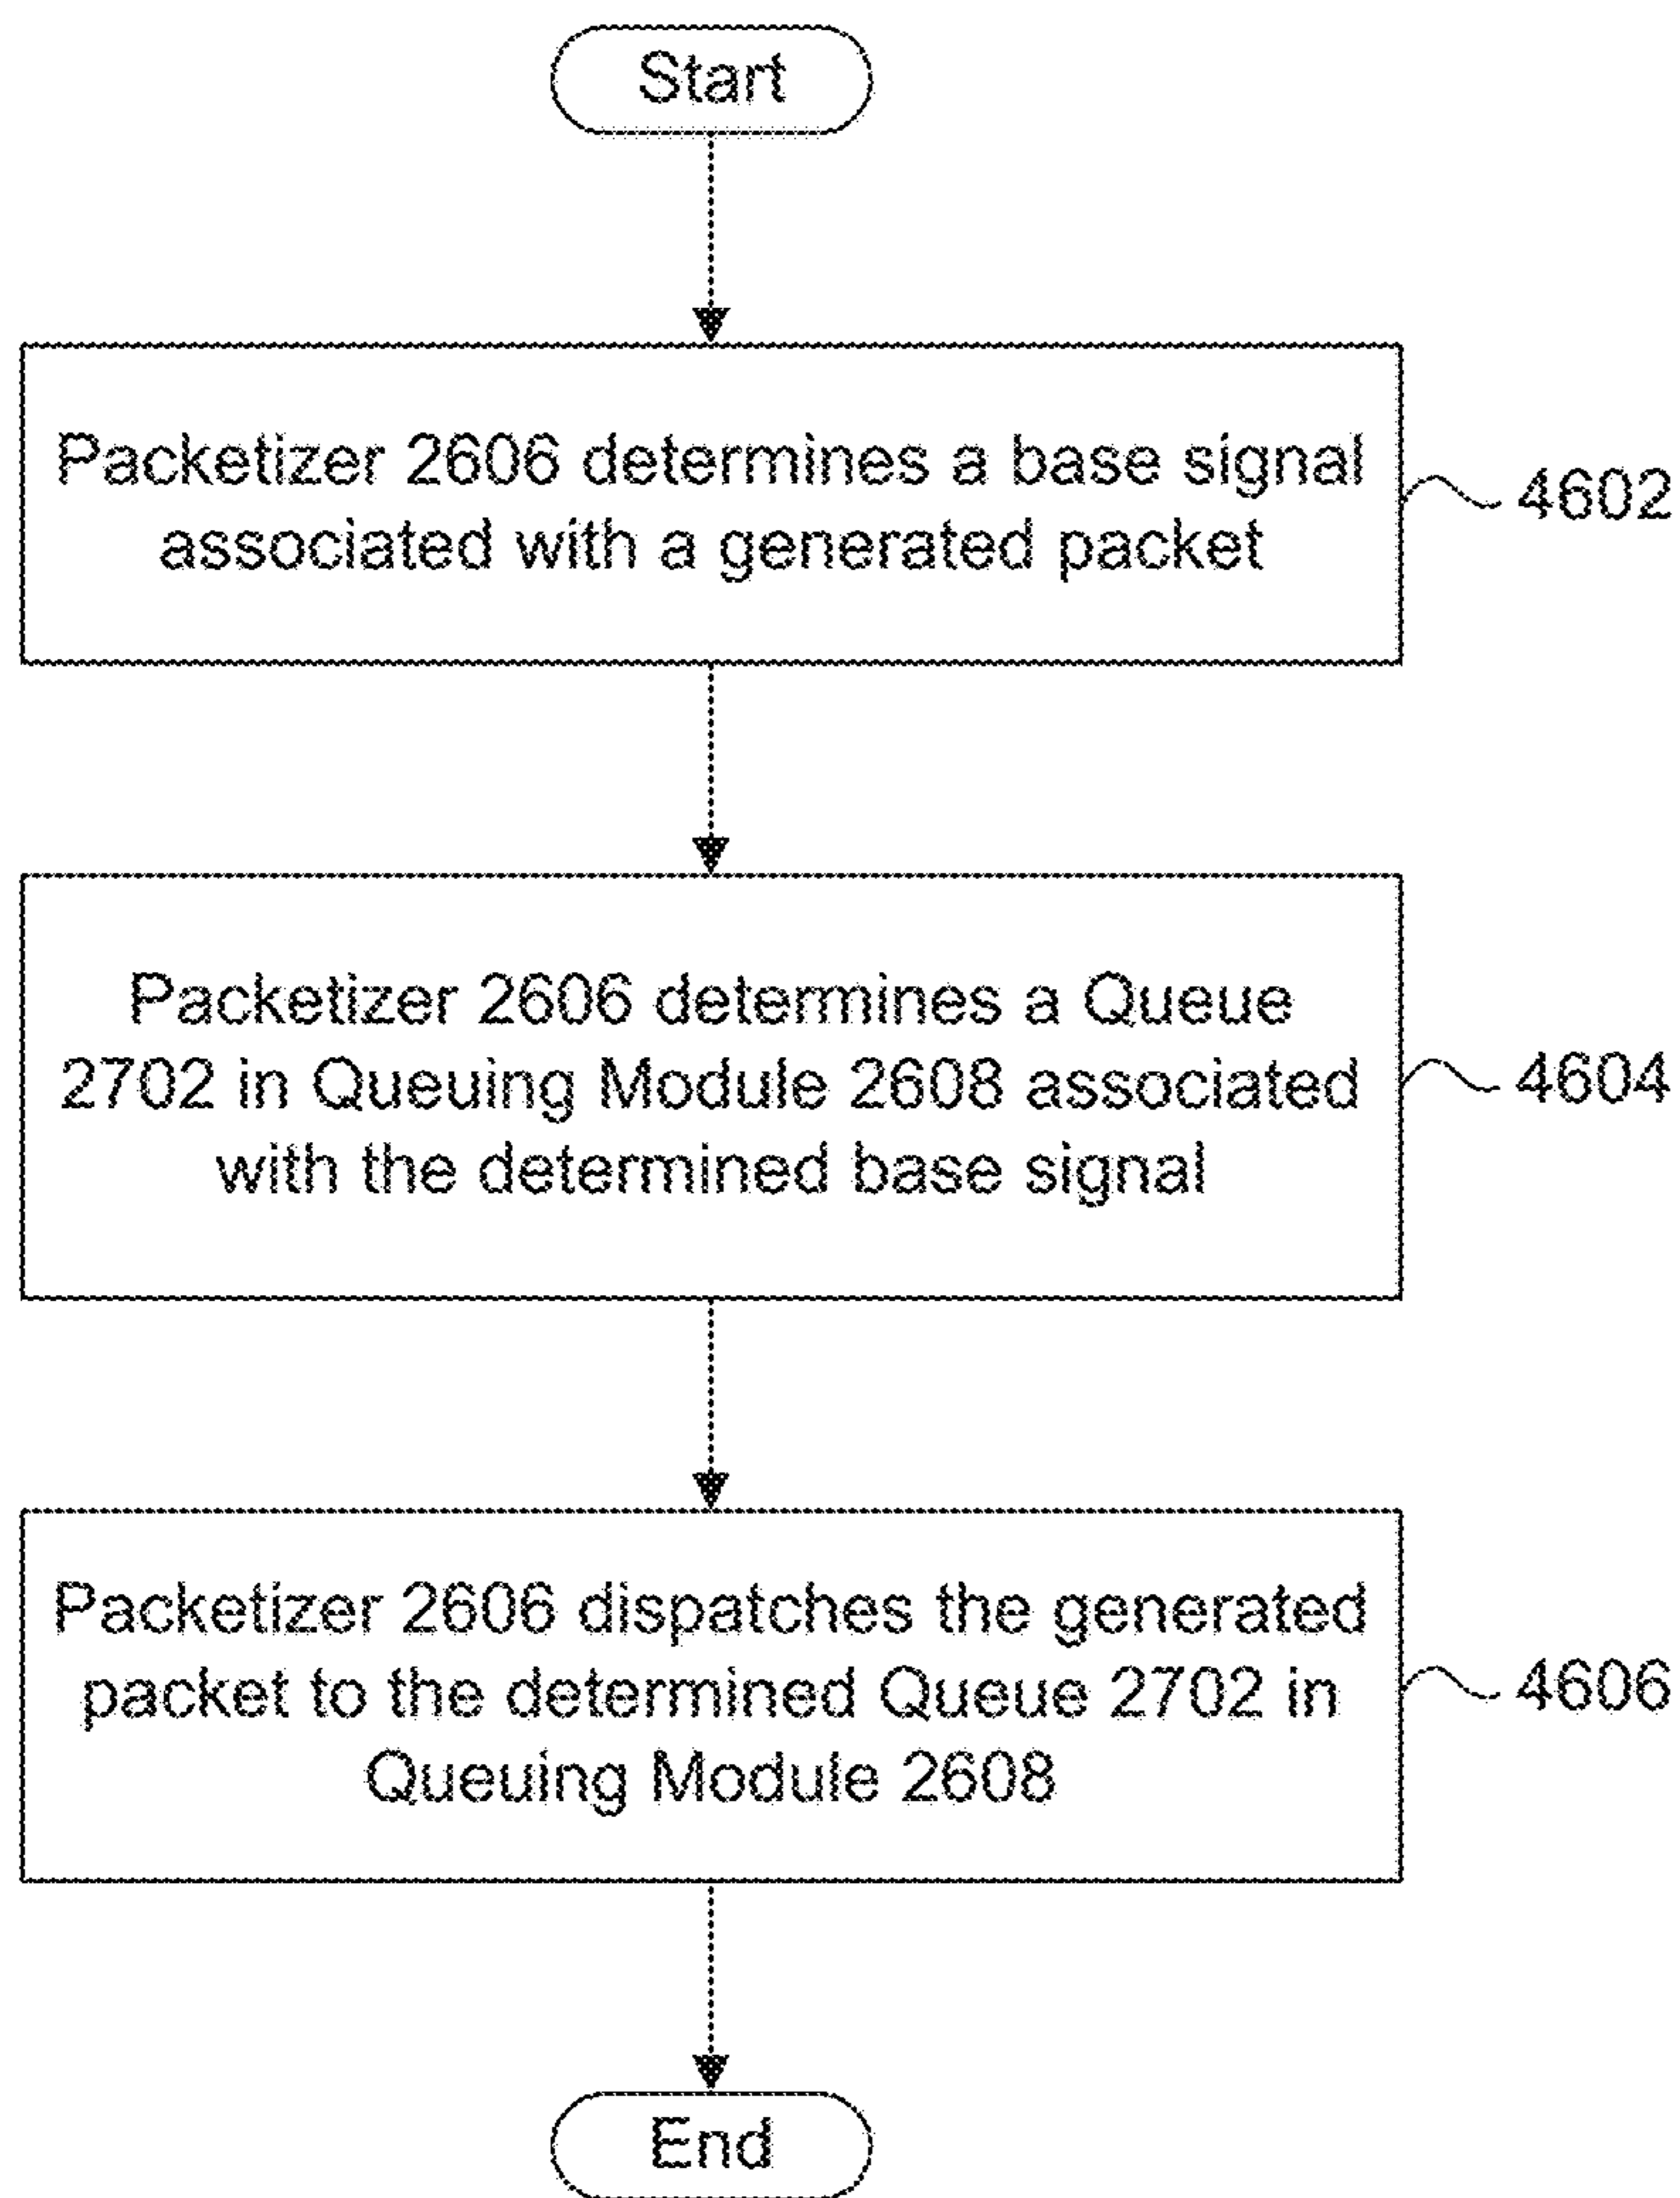 Start
Packetizer 2606 determines a base signal
associated with a generated packet
4602
Packetizer 2606 determines a Queue
2702 in Queuing Module 2608 associated
with the determined base signal
4604
Packetizer 2606 dispatches the generated
packet to the determined Queue 2702 in
Queuing Module 2608
4606
End